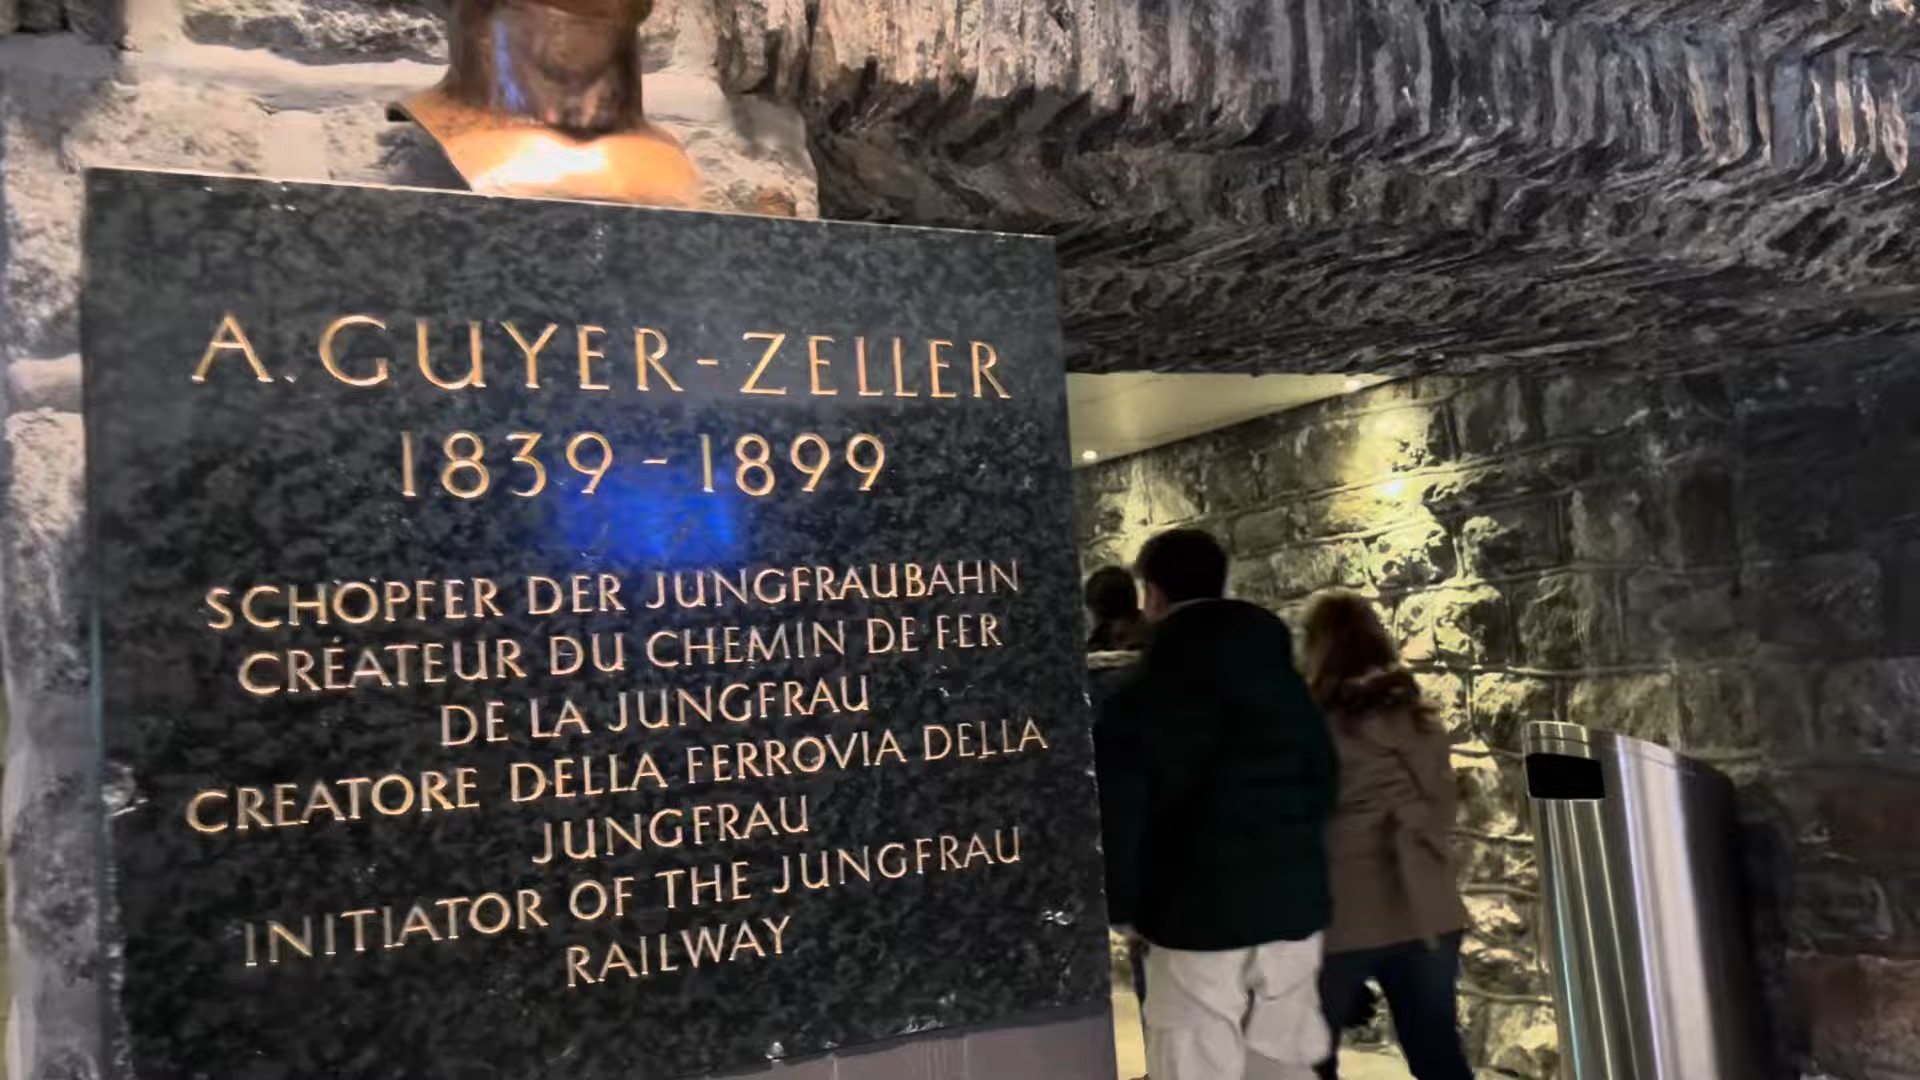 A. GUYER-ZELLER
1839-1899
SCHÖPFER DER JUNGFRAUBAHN
CRÉATEUR DU CHEMIN DE FER
DE LA JUNGFRAU
CREATORE DELLA FERROVIA DELLA
JUNGFRAU
INITIATOR OF THE JUNGFRAU
RAILWAY